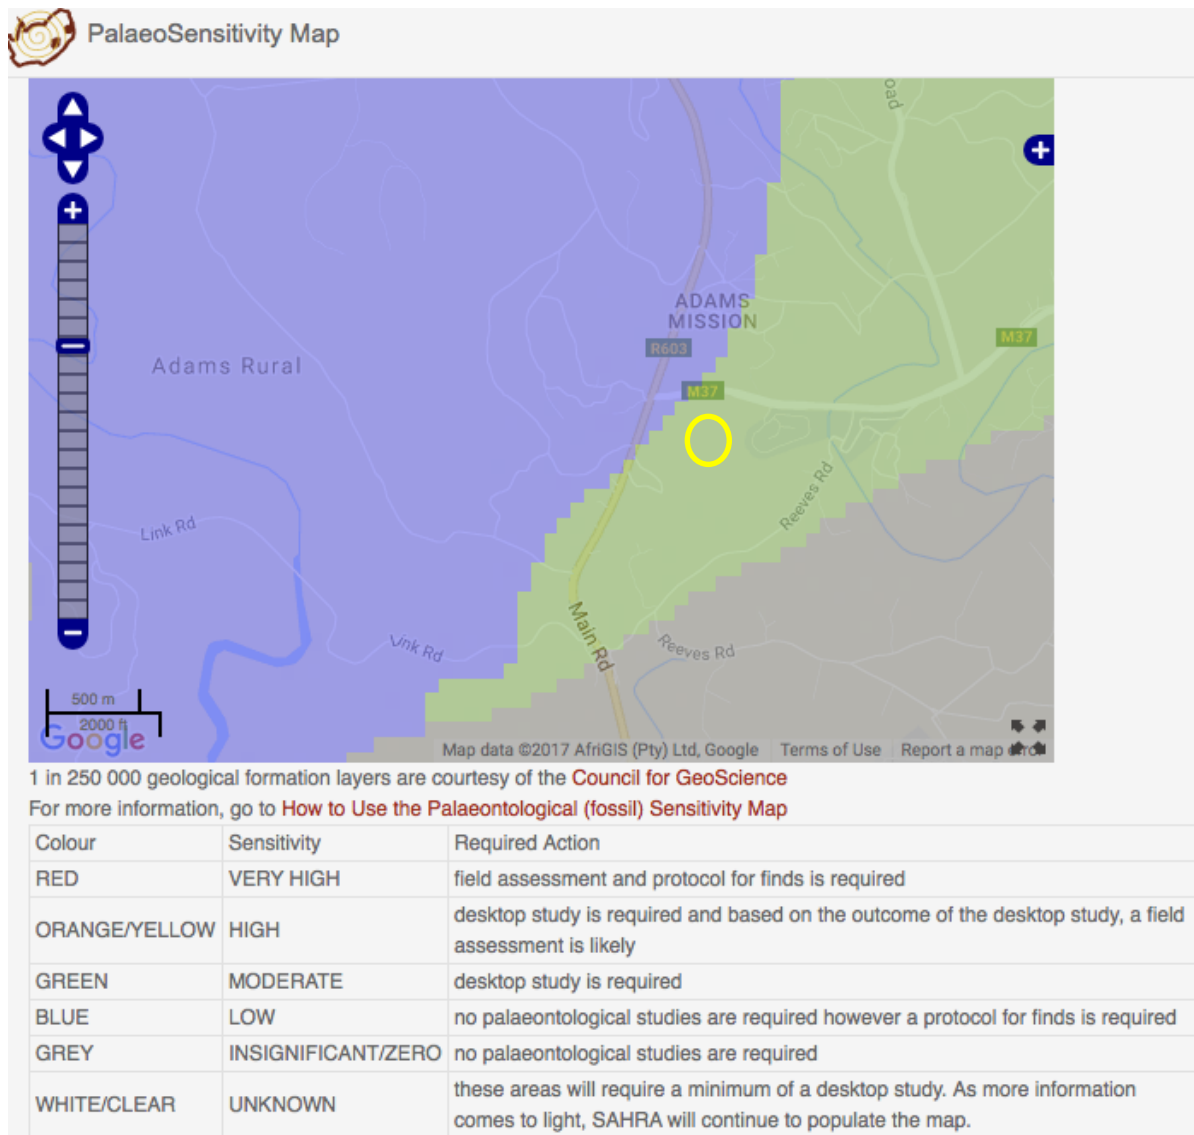 PalaeoSensitivity Map
oad
ADAMS
MISSION
R603
M37
Adams Rural
M37
Reeves Rd
Link Rd
Link Rd
Main Rd
Reeves Rd
500 m
2000 ft
Google
Map data ©2017 AfriGIS (Pty) Ltd, Google Terms of Use Report a map
1 in 250 000 geological formation layers are courtesy of the Council for GeoScience
For more information, go to How to Use the Palaeontological (fossil) Sensitivity Map
Colour Sensitivity Required Action
RED VERY HIGH field assessment and protocol for finds is required
ORANGE/YELLOW HIGH desktop study is required and based on the outcome of the desktop study, a field
assessment is likely
GREEN MODERATE desktop study is required
BLUE LOW no palaeontological studies are required however a protocol for finds is required
GREY INSIGNIFICANT/ZERO no palaeontological studies are required
WHITE/CLEAR UNKNOWN these areas will require a minimum of a desktop study. As more information
comes to light, SAHRA will continue to populate the map.